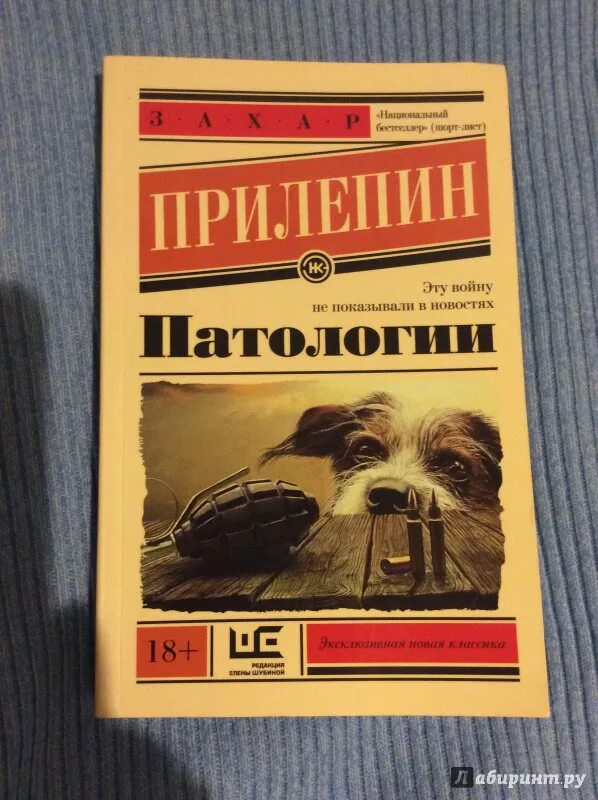 З·А·Х·А·Р
«Национальный
бестселлер» (шорт-лист)
ПРИЛЕПИН
НК
Эту войну
не показывали в новостях
Патологии
18+
РЕДАКЦИЯ
ЕЛЕНЫ ШУБИНОЙ
Эксклюзивная новая классика
Лабиринт.ру